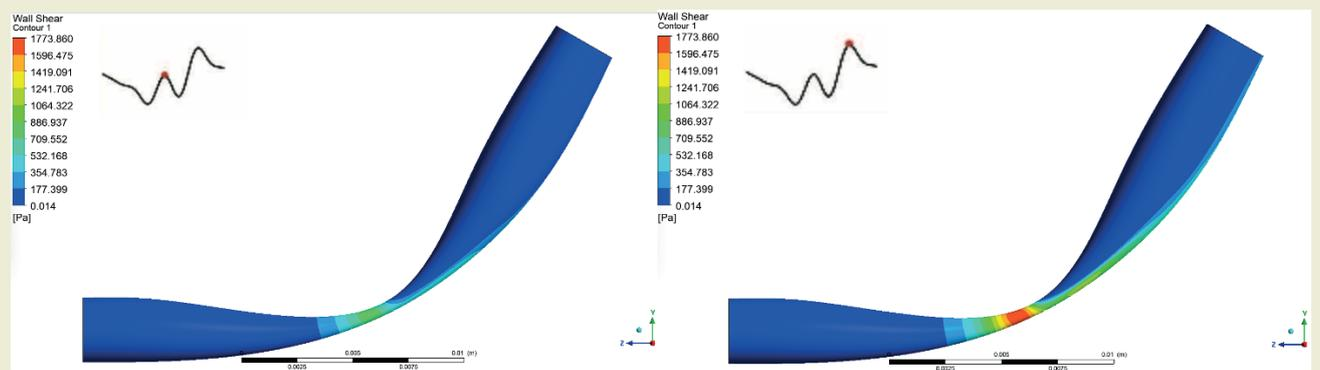 Wall Shear
Contour 1
1773.860
1596.475
1419.091
1241.706
1064.322
886.937
709.552
532.168
354.783
177.399
0.014
[Pa]
0.005
0.01 (m)
0.0025
0.0075
Y
Z
Wall Shear
Contour 1
1773.860
1596.475
1419.091
1241.706
1064.322
886.937
709.552
532.168
354.783
177.399
0.014
[Pa]
0.005
0.01 (m)
0.0025
0.0075
Y
Z